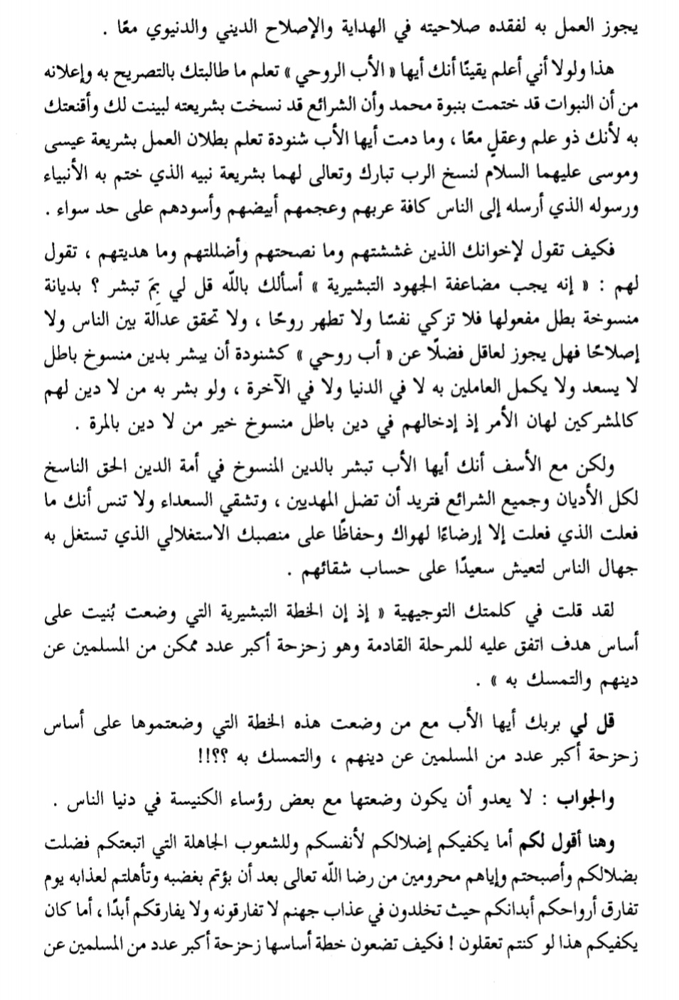 يجوز العمل به لفقده صلاحيته في الهداية والإصلاح الديني والدنيوي معًا .
هذا ولولا أني أعلم يقينًا أنك أيها « الأب الروحي » تعلم ما طالبتك بالتصريح به وإعلانه
من أن النبوات قد ختمت بنبوة محمد وأن الشرائع قد نسخت بشريعته لبينت لك وأقنعتك
به لأنك ذو علم وعقلٍ معًا ، وما دمت أيها الأب شنودة تعلم بطلان العمل بشريعة عيسى
وموسى عليهما السلام لنسخ الرب تبارك وتعالى لهما بشريعة نبيه الذي ختم به الأنبياء
ورسوله الذي أرسله إلى الناس كافة عربهم وعجمهم أبيضهم وأسودهم على حد سواء .
فكيف تقول لإخوانك الذين غششتهم وما نصحتهم وأضللتهم وما هديتهم ، تقول
لهم : « إنه يجب مضاعفة الجهود التبشيرية » أسألك باللّه قل لي بِمَ تبشر ؟ بديانة
منسوخة بطل مفعولها فلا تزكي نفسًا ولا تطهر روحًا ، ولا تحقق عدالة بين الناس ولا
إصلاحًا فهل يجوز لعاقل فضلًا عن « أب روحي » كشنودة أن يبشر بدين منسوخ باطل
لا يسعد ولا يكمل العاملين به لا في الدنيا ولا في الآخرة ، ولو بشر به من لا دين لهم
كالمشركين لهان الأمر إذ إدخالهم في دين باطل منسوخ خير من لا دين بالمرة .
ولكن مع الأسف أنك أيها الأب تبشر بالدين المنسوخ في أمة الدين الحق الناسخ
لكل الأديان وجميع الشرائع فتريد أن تضل المهديين ، وتشقي السعداء ولا تنس أنك ما
فعلت الذي فعلت إلا إرضاءًا لهواك وحفاظًا على منصبك الاستغلالي الذي تستغل به
جهال الناس لتعيش سعيدًا على حساب شقائهم .
لقد قلت في كلمتك التوجيهية « إذ إن الخطة التبشيرية التي وضعت بُنيت على
أساس هدف اتفق عليه للمرحلة القادمة وهو زحزحة أكبر عدد ممكن من المسلمين عن
دينهم والتمسك به » .
قل لي بربك أيها الأب مع من وضعت هذه الخطة التي وضعتموها على أساس
زحزحة أكبر عدد من المسلمين عن دينهم ، والتمسك به ؟؟!!
والجواب : لا يعدو أن يكون وضعتها مع بعض رؤساء الكنيسة في دنيا الناس .
وهنا أقول لكم أما يكفيكم إضلالكم لأنفسكم وللشعوب الجاهلة التي اتبعتكم فضلت
بضلالكم وأصبحتم وإياهم محرومين من رضا اللّه تعالى بعد أن بؤتم بغضبه وتأهلتم لعذابه يوم
تفارق أرواحكم أبدانكم حيث تخلدون في عذاب جهنم لا تفارقونه ولا يفارقكم أبدًا ، أما كان
يكفيكم هذا لو كنتم تعقلون ! فكيف تضعون خطة أساسها زحزحة أكبر عدد من المسلمين عن